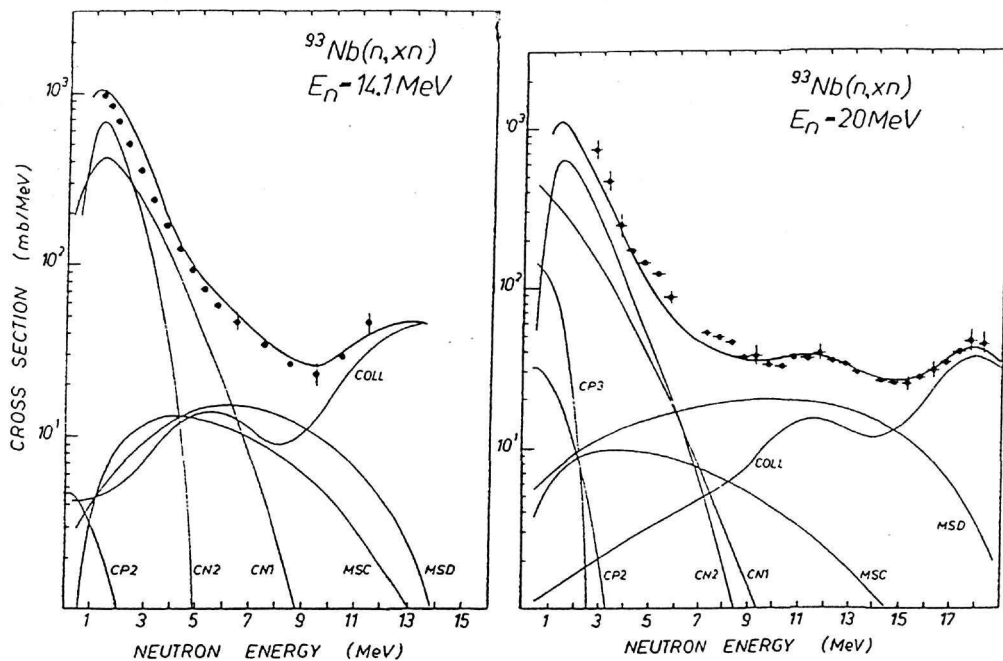 ⁹³Nb(n,xn)
Eₙ-14.1MeV
CROSS SECTION (mb/MeV)
10³
10²
10¹
COLL
CP2
CN2
CN1
MSC
MSD
1 3 5 7 9 11 13 15
NEUTRON ENERGY (MeV)
⁹³Nb(n,xn)
Eₙ-20MeV
10³
10²
10¹
CP3
COLL
MSD
CP2
CN2
CN1
MSC
1 3 5 7 9 11 13 15 17
NEUTRON ENERGY (MeV)